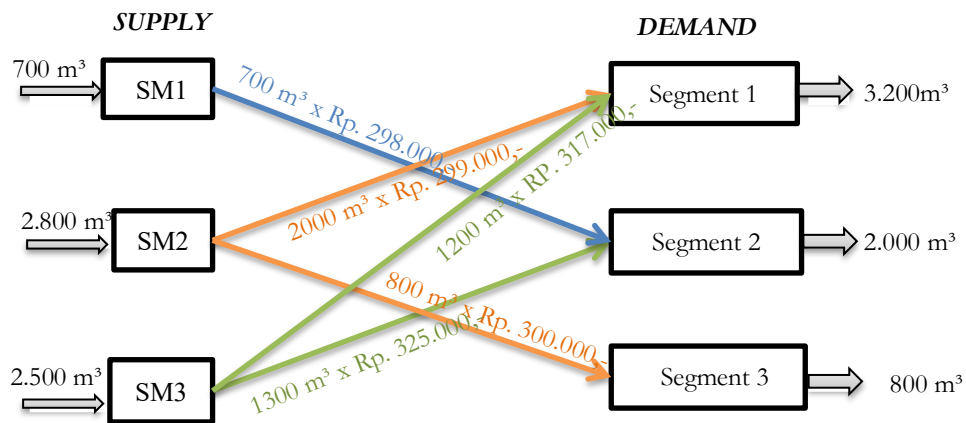 SUPPLY
DEMAND
700 m³
SM1
700 m³ x Rp. 298.000,-
Segment 1
3.200m³
2000 m³ x Rp. 299.000,-
1200 m³ x RP. 317.000,-
2.800 m³
SM2
Segment 2
2.000 m³
800 m³ x Rp. 300.000,-
1300 m³ x Rp. 325.000,-
2.500 m³
SM3
Segment 3
800 m³